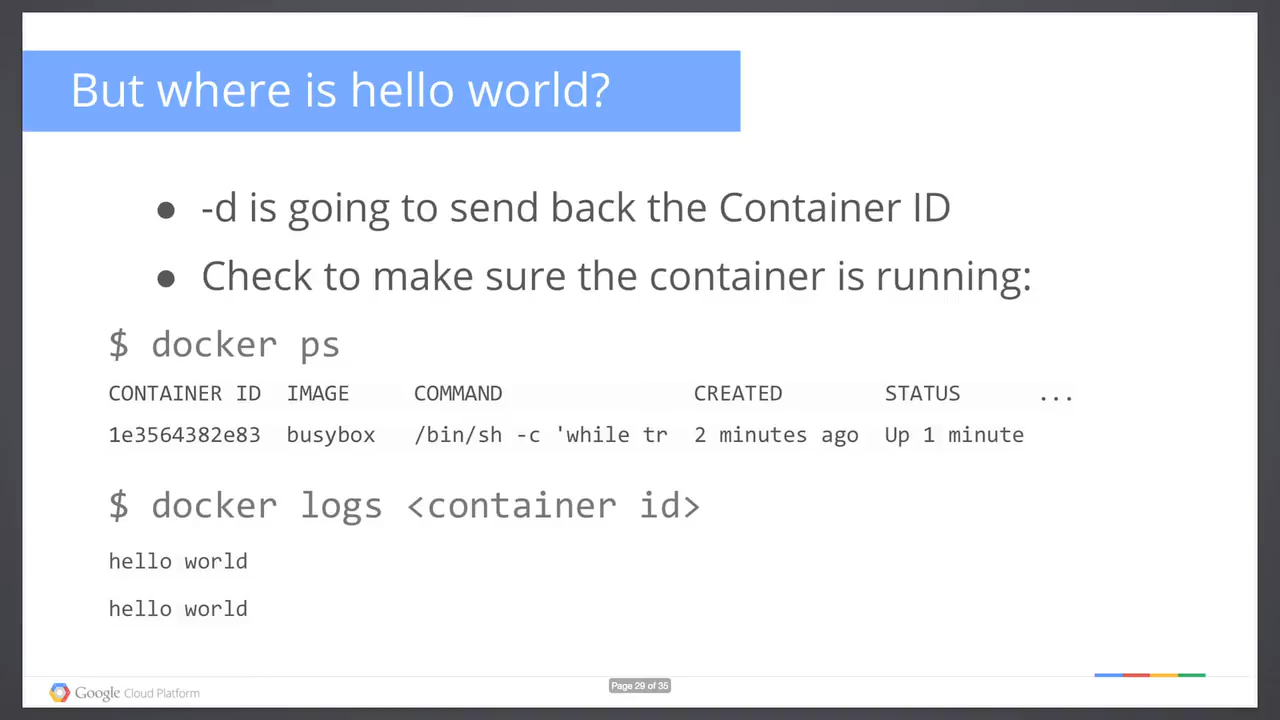 But where is hello world?
● -d is going to send back the Container ID
● Check to make sure the container is running:
$ docker ps
CONTAINER ID IMAGE COMMAND CREATED STATUS ...
1e3564382e83 busybox /bin/sh -c 'while tr 2 minutes ago Up 1 minute
$ docker logs <container id>
hello world
hello world
Google Cloud Platform
Page 29 of 35